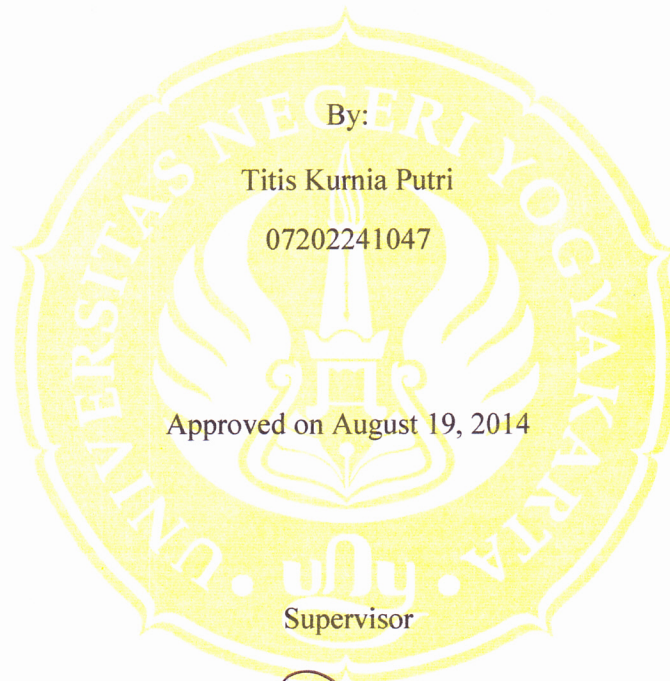 By:
Titis Kurnia Putri
07202241047
UNIVERSITAS NEGERI YOGYAKARTA
Approved on August 19, 2014
uny
Supervisor